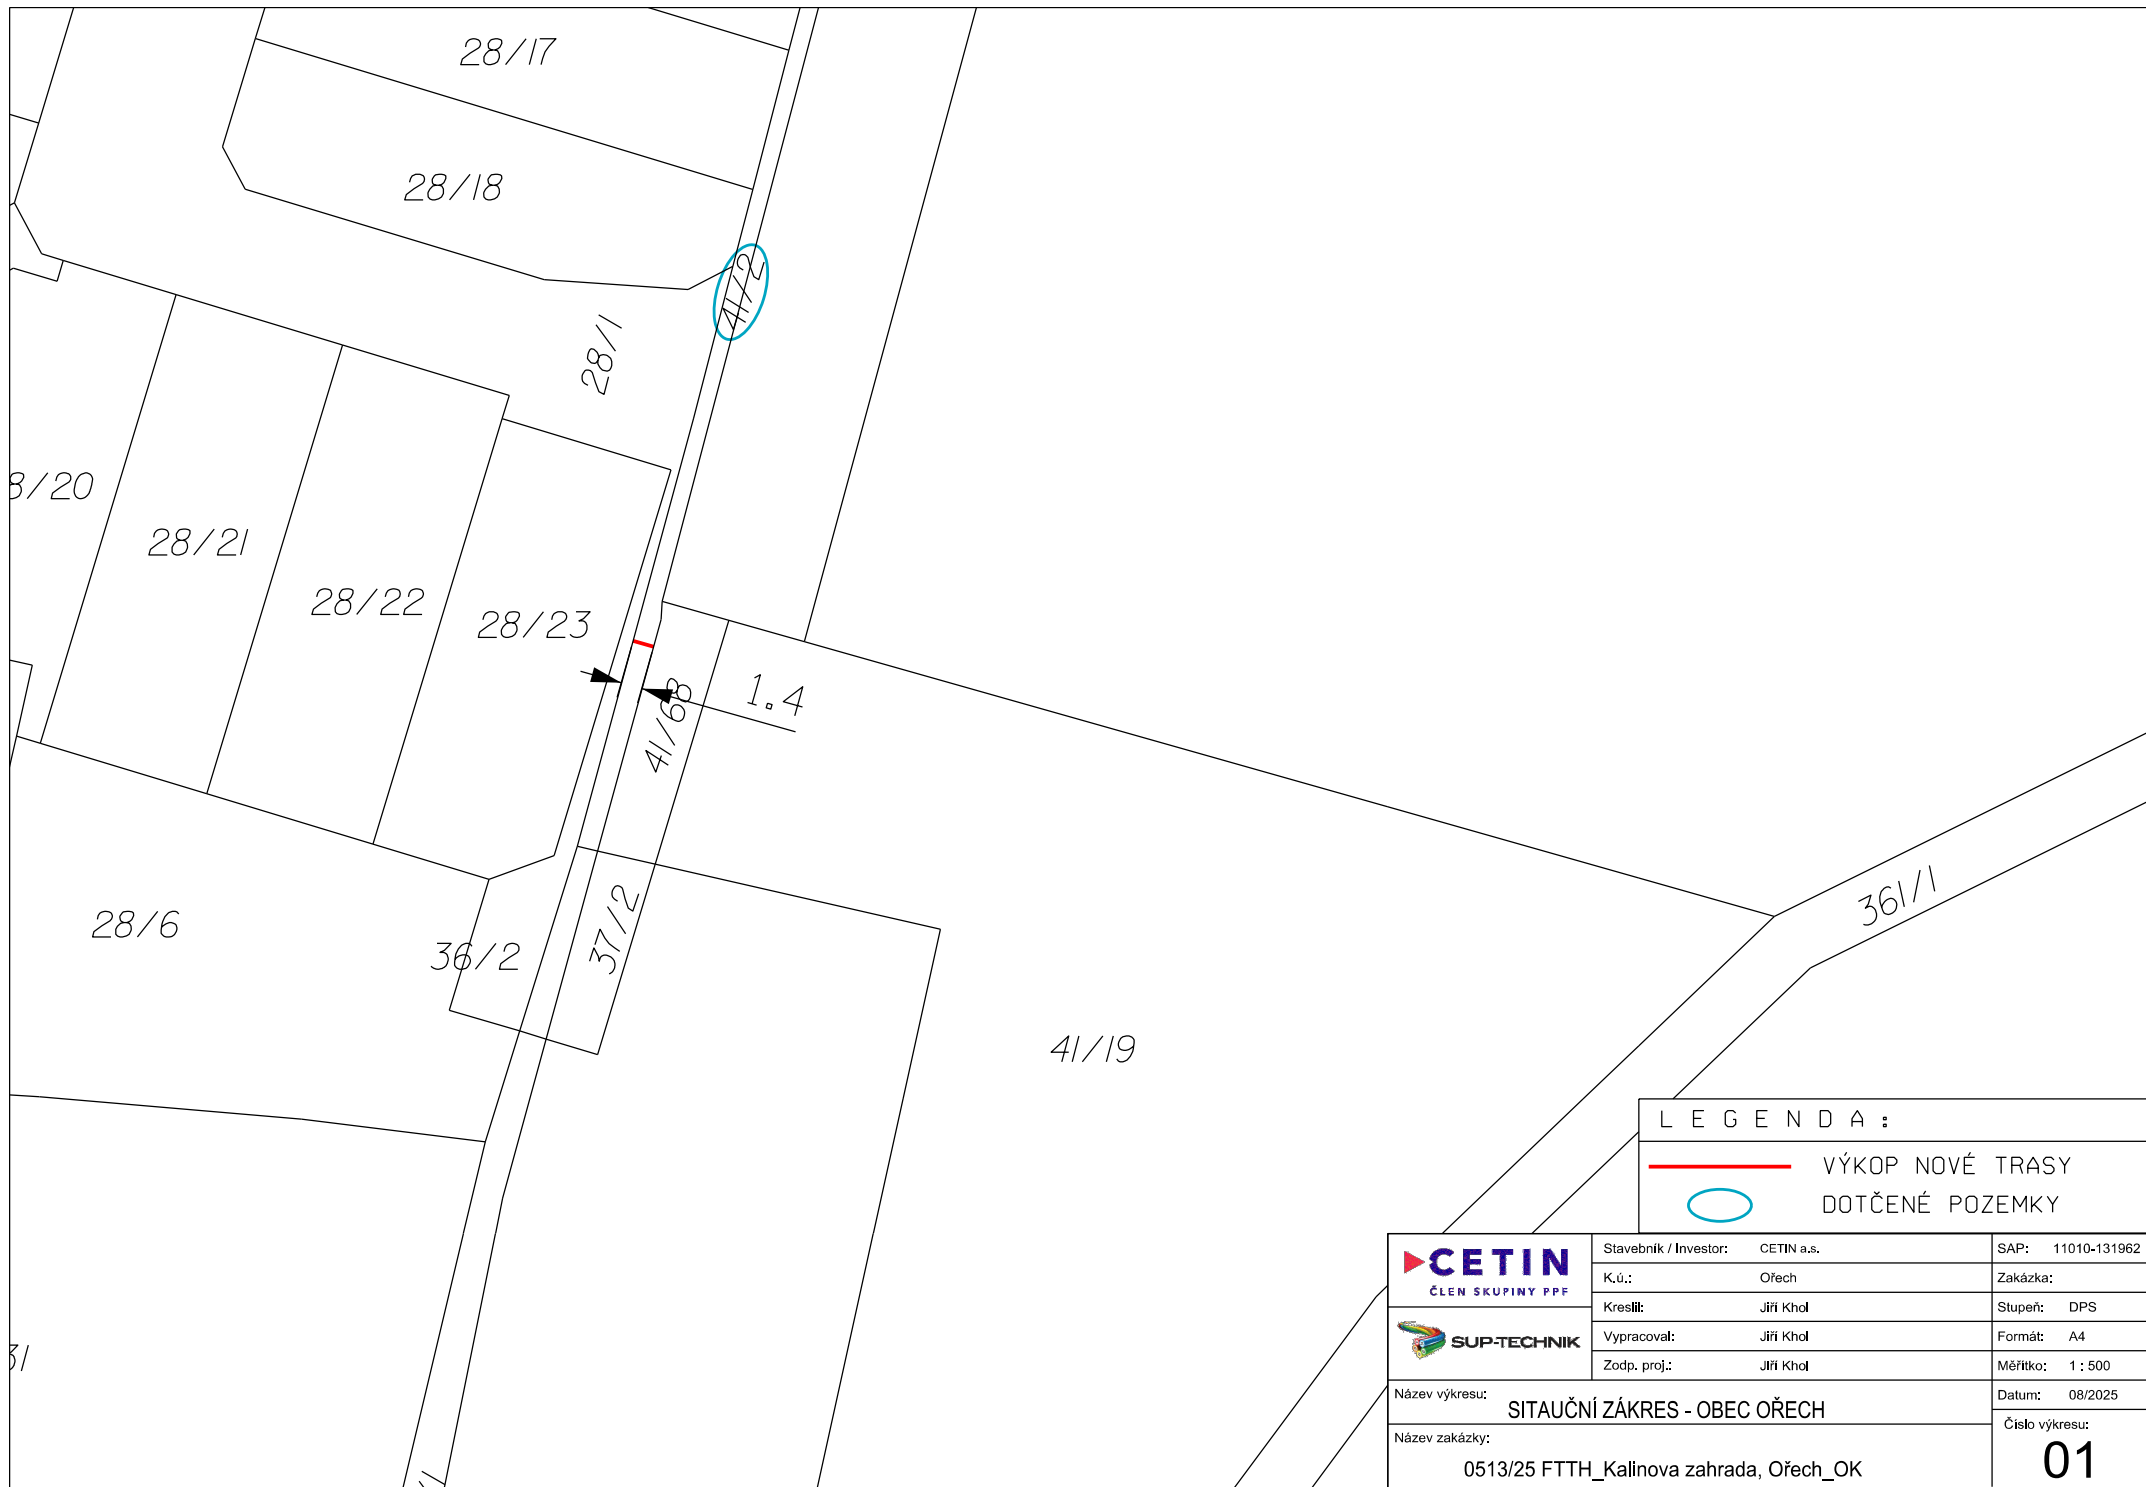 28/17
28/18
41/2
28/1
8/20
28/21
28/22
28/23
1.4
41/68
28/6
36/2
37/2
361/1
41/19
31
L E G E N D A :
VÝKOP NOVÉ TRASY
DOTČENÉ POZEMKY
CETIN
ČLEN SKUPINY PPF
SUP-TECHNIK
Stavebník / Investor: CETIN a.s.
K.ú.: Ořech
Kreslil: Jiří Khol
Vypracoval: Jiří Khol
Zodp. proj.: Jiří Khol
SAP: 11010-131962
Zakázka:
Stupeň: DPS
Formát: A4
Měřítko: 1 : 500
Datum: 08/2025
Číslo výkresu:
01
Název výkresu:
SITAUČNÍ ZÁKRES - OBEC OŘECH
Název zakázky:
0513/25 FTTH_Kalinova zahrada, Ořech_OK